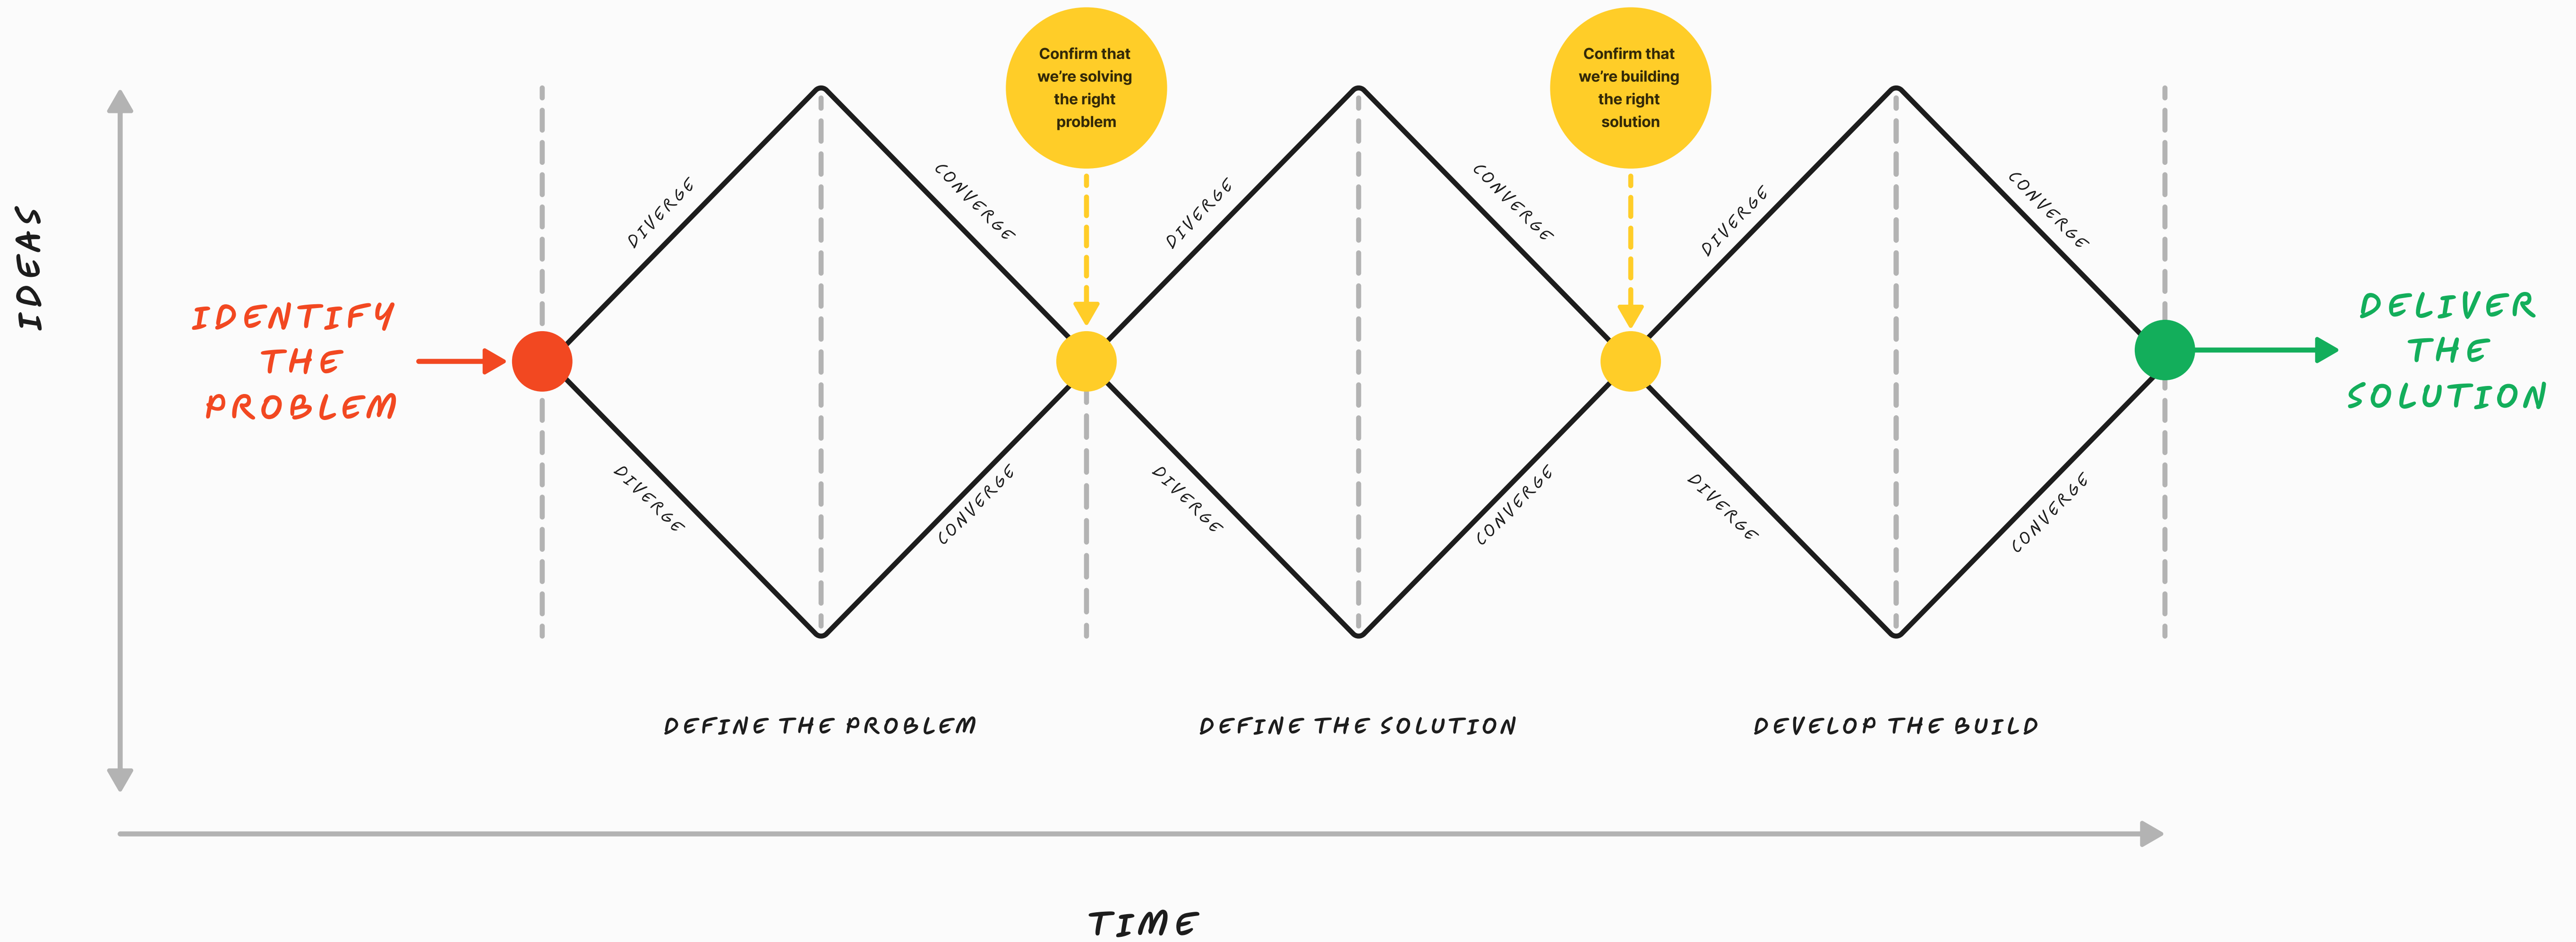 IDEAS
IDENTIFY
THE
PROBLEM
DIVERGE
CONVERGE
DIVERGE
CONVERGE
Confirm that
we're solving
the right
problem
DIVERGE
CONVERGE
DIVERGE
CONVERGE
Confirm that
we're building
the right
solution
DIVERGE
CONVERGE
DIVERGE
CONVERGE
DELIVER
THE
SOLUTION
DEFINE THE PROBLEM
DEFINE THE SOLUTION
DEVELOP THE BUILD
TIME